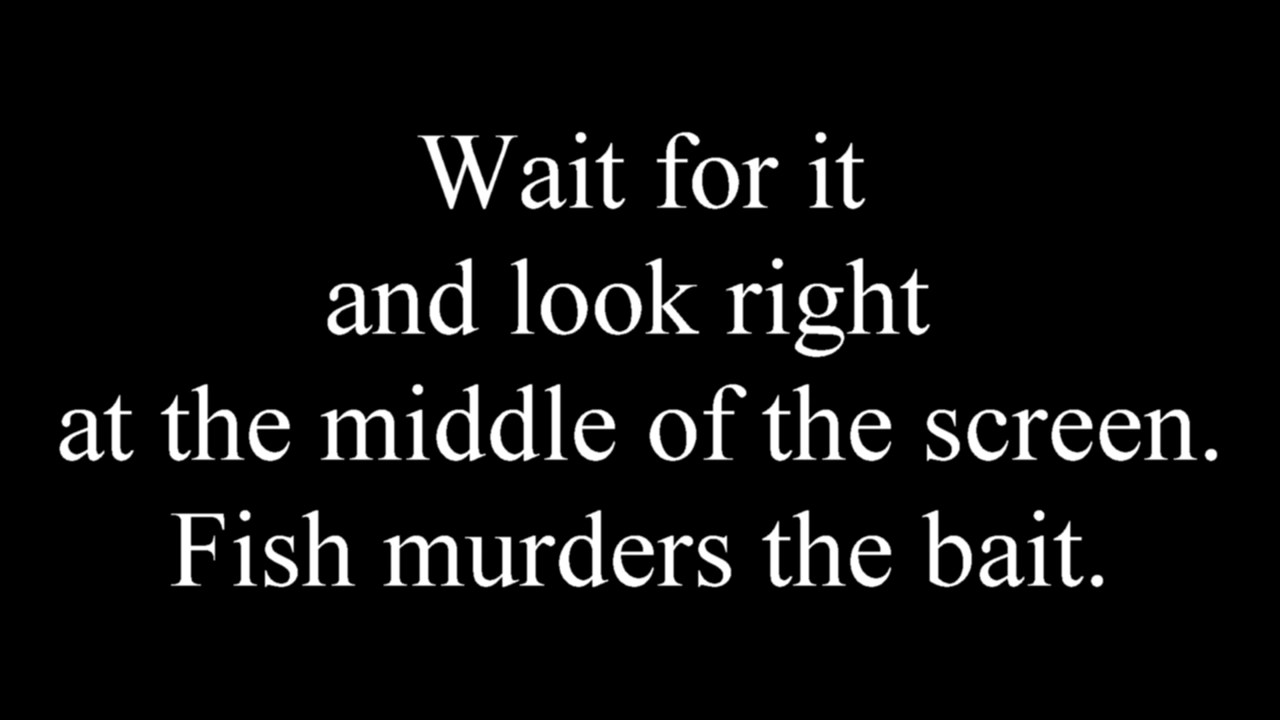 Wait for it
and look right
at the middle of the screen.
Fish murders the bait.